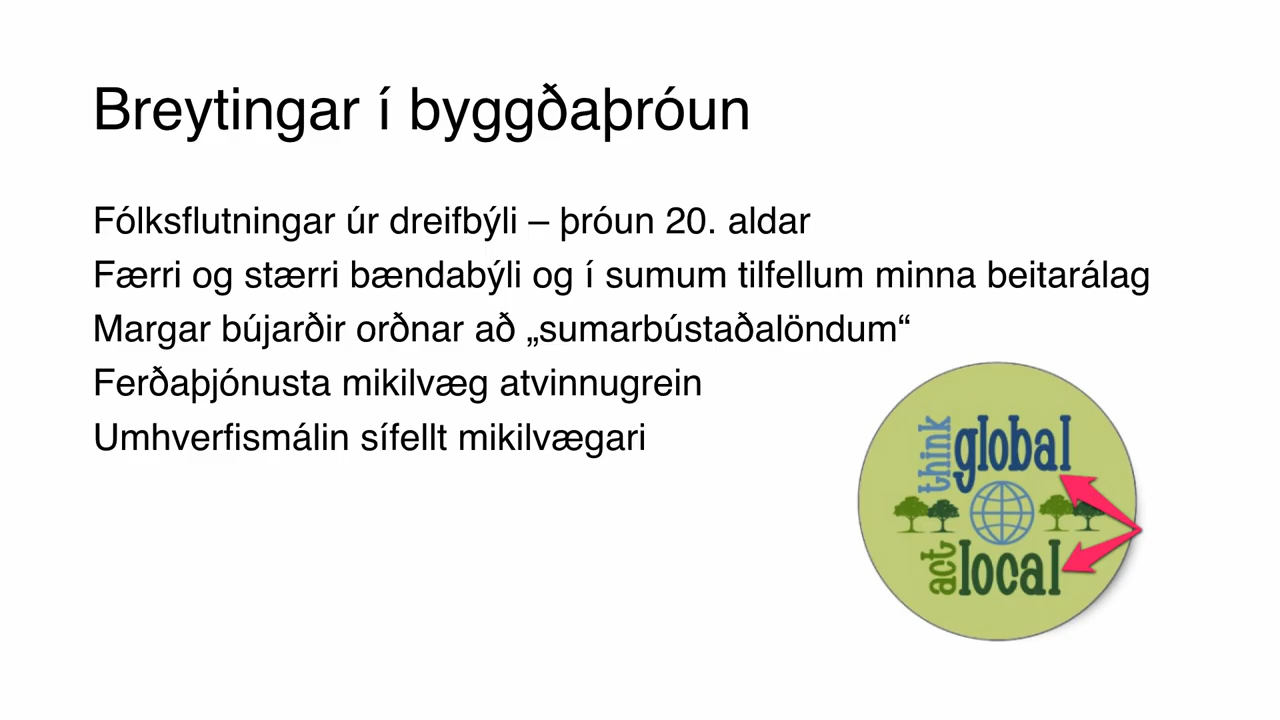 Breytingar í byggðaþróun
Fólksflutningar úr dreifbýli – þróun 20. aldar
Færri og stærri bændabýli og í sumum tilfellum minna beitarálag
Margar bújarðir orðnar að „sumarbústaðalöndum“
Ferðaþjónusta mikilvæg atvinnugrein
Umhverfismálin sífellt mikilvægari
think global
act local